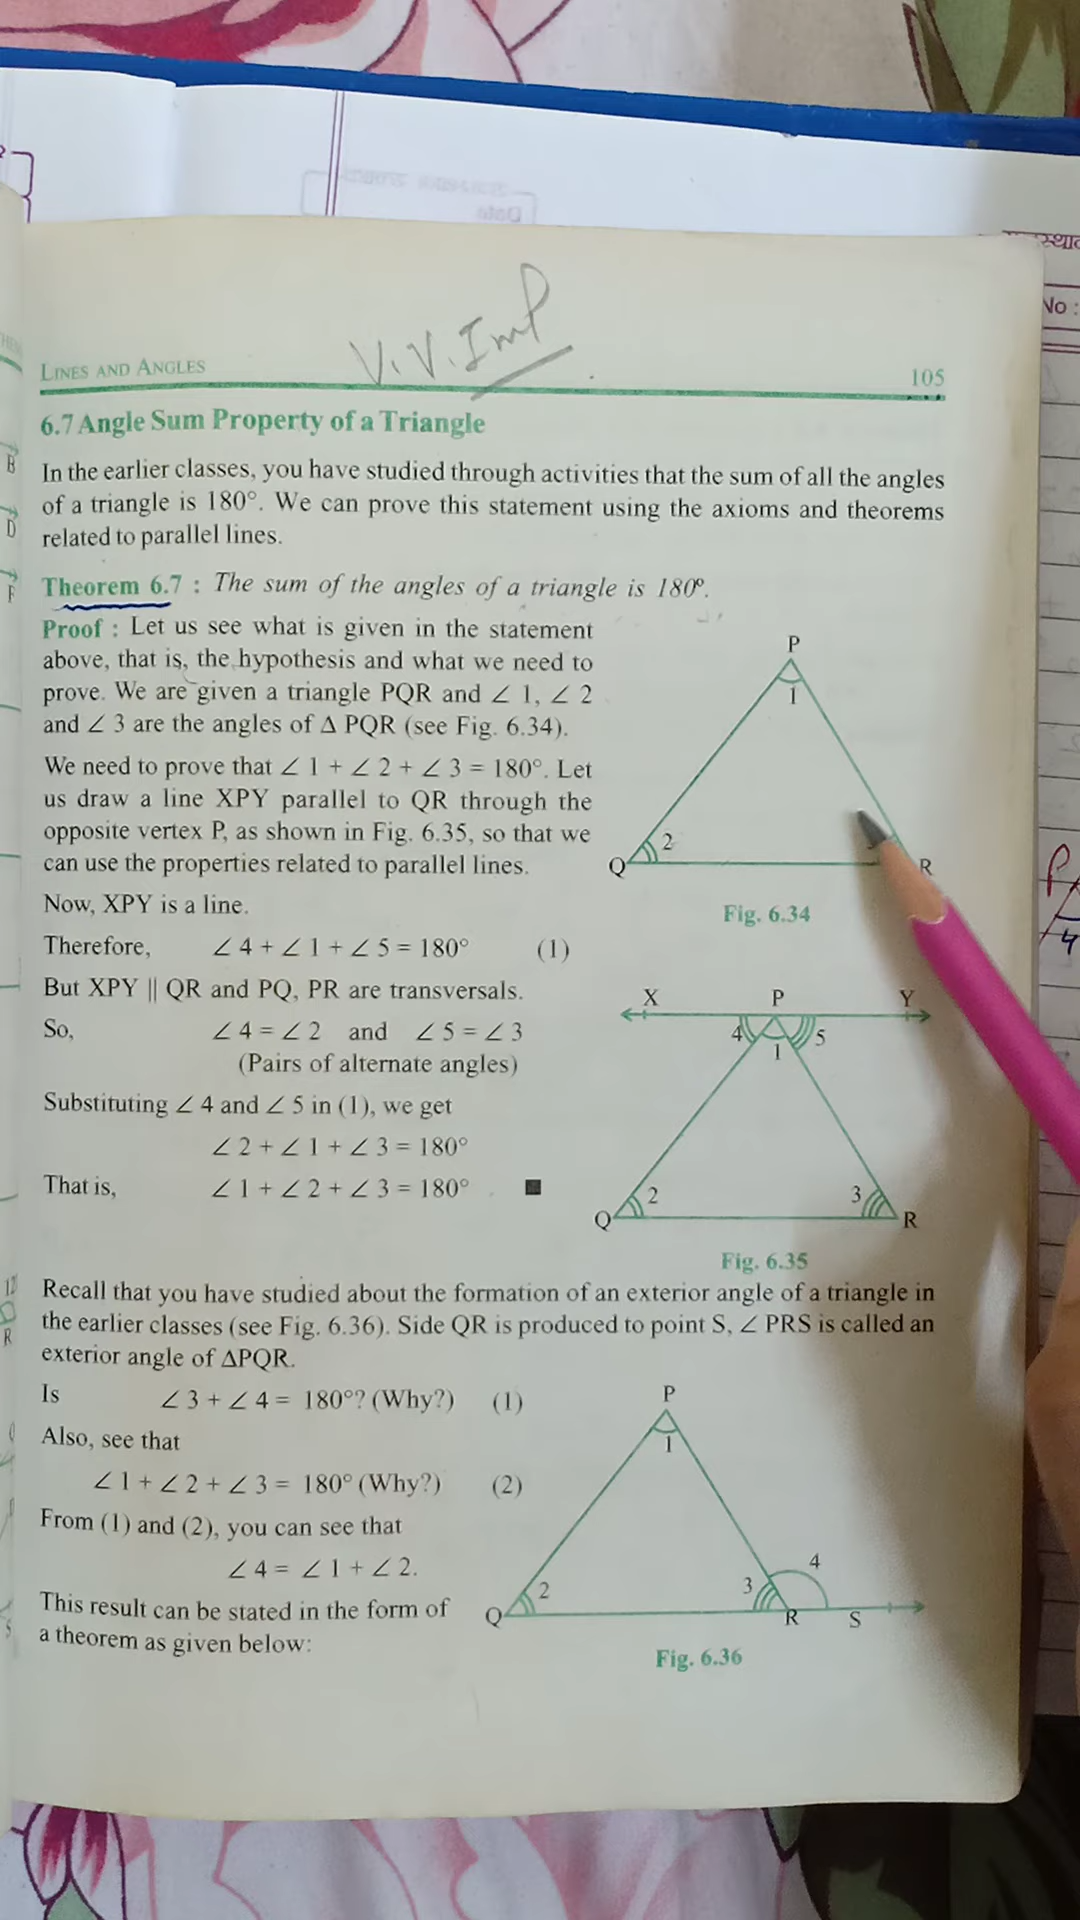 V.V.Imp
LINES AND ANGLES 105
6.7 Angle Sum Property of a Triangle
In the earlier classes, you have studied through activities that the sum of all the angles
of a triangle is 180°. We can prove this statement using the axioms and theorems
related to parallel lines.
Theorem 6.7 : The sum of the angles of a triangle is 180°.
Proof : Let us see what is given in the statement
above, that is, the hypothesis and what we need to
prove. We are given a triangle PQR and ∠ 1, ∠ 2
and ∠ 3 are the angles of Δ PQR (see Fig. 6.34).
We need to prove that ∠ 1 + ∠ 2 + ∠ 3 = 180°. Let
us draw a line XPY parallel to QR through the
opposite vertex P, as shown in Fig. 6.35, so that we
can use the properties related to parallel lines.
P
1
2
Q R
Fig. 6.34
Now, XPY is a line.
Therefore, ∠ 4 + ∠ 1 + ∠ 5 = 180° (1)
But XPY || QR and PQ, PR are transversals.
So, ∠ 4 = ∠ 2 and ∠ 5 = ∠ 3
(Pairs of alternate angles)
Substituting ∠ 4 and ∠ 5 in (1), we get
∠ 2 + ∠ 1 + ∠ 3 = 180°
That is, ∠ 1 + ∠ 2 + ∠ 3 = 180° ■
X P Y
4 1 5
2 3
Q R
Fig. 6.35
Recall that you have studied about the formation of an exterior angle of a triangle in
the earlier classes (see Fig. 6.36). Side QR is produced to point S, ∠ PRS is called an
exterior angle of ΔPQR.
Is ∠ 3 + ∠ 4 = 180°? (Why?) (1)
Also, see that
∠ 1 + ∠ 2 + ∠ 3 = 180° (Why?) (2)
From (1) and (2), you can see that
∠ 4 = ∠ 1 + ∠ 2.
This result can be stated in the form of
a theorem as given below:
P
1
4
2 3
Q R S
Fig. 6.36
No :
B
D
F
P
4
R